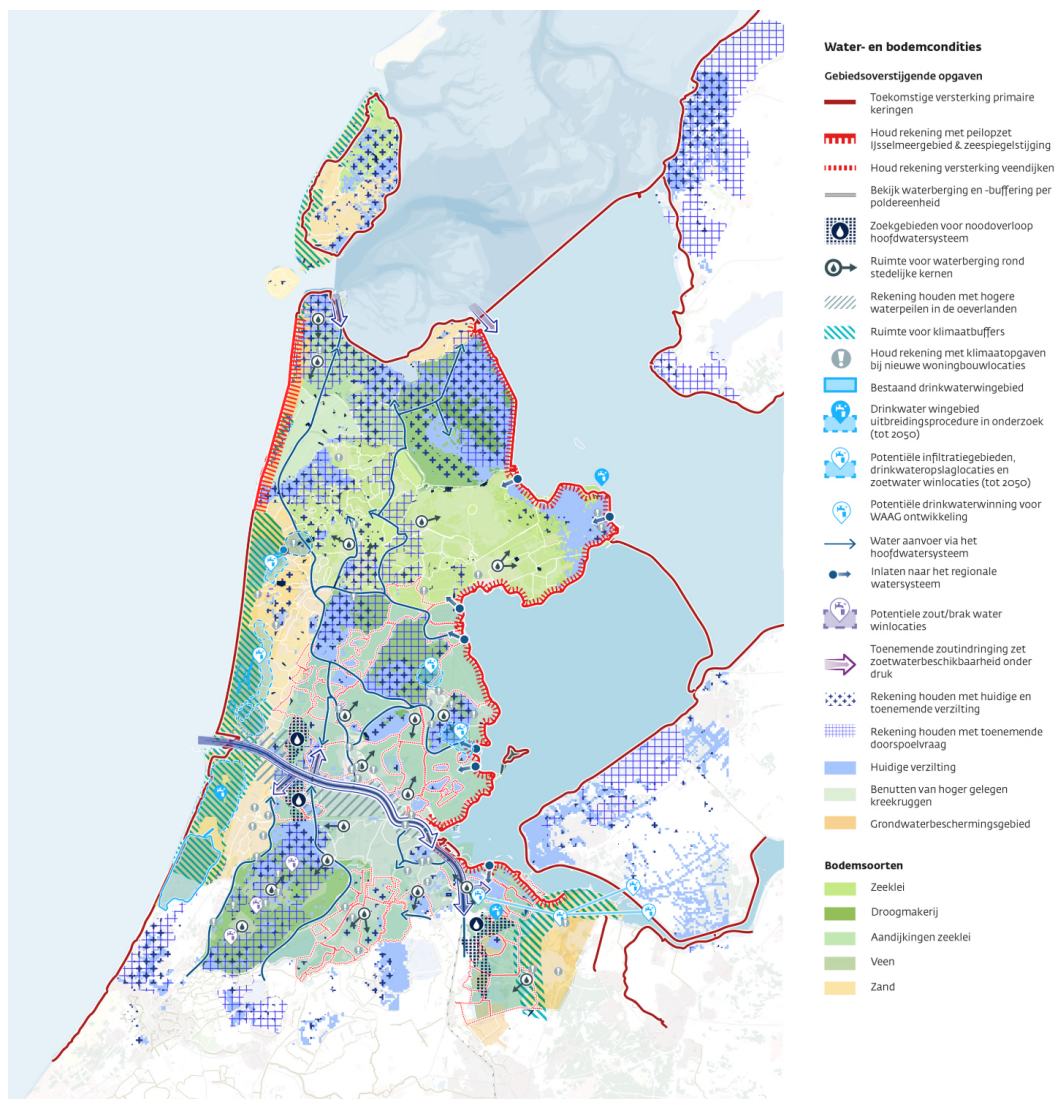 Water- en bodemcondities
Gebiedsoverstijgende opgaven
Toekomstige versterking primaire
keringen
Houd rekening met peilopzet
IJsselmeergebied & zeespiegelstijging
Houd rekening versterking veendijken
Bekijk waterberging en -buffering per
poldereenheid
Zoekgebieden voor noodoverloop
hoofdwatersysteem
Ruimte voor waterberging rond
stedelijke kernen
Rekening houden met hogere
waterpeilen in de oeverlanden
Ruimte voor klimaatbuffers
Houd rekening met klimaatopgaven
bij nieuwe woningbouwlocaties
Bestaand drinkwaterwingebied
Drinkwater wingebied
uitbreidingsprocedure in onderzoek
(tot 2050)
Potentiële infiltratiegebieden,
drinkwateropslaglocaties en
zoetwater winlocaties (tot 2050)
Potentiële drinkwaterwinning voor
WAAG ontwikkeling
Water aanvoer via het
hoofdwatersysteem
Inlaten naar het regionale
watersysteem
Potentiele zout/brak water
winlocaties
Toenemende zoutindringing zet
zoetwaterbeschikbaarheid onder
druk
Rekening houden met huidige en
toenemende verzilting
Rekening houden met toenemende
doorspoelvraag
Huidige verzilting
Benutten van hoger gelegen
kreekruggen
Grondwaterbeschermingsgebied
Bodemsoorten
Zeeklei
Droogmakerij
Aandijkingen zeeklei
Veen
Zand